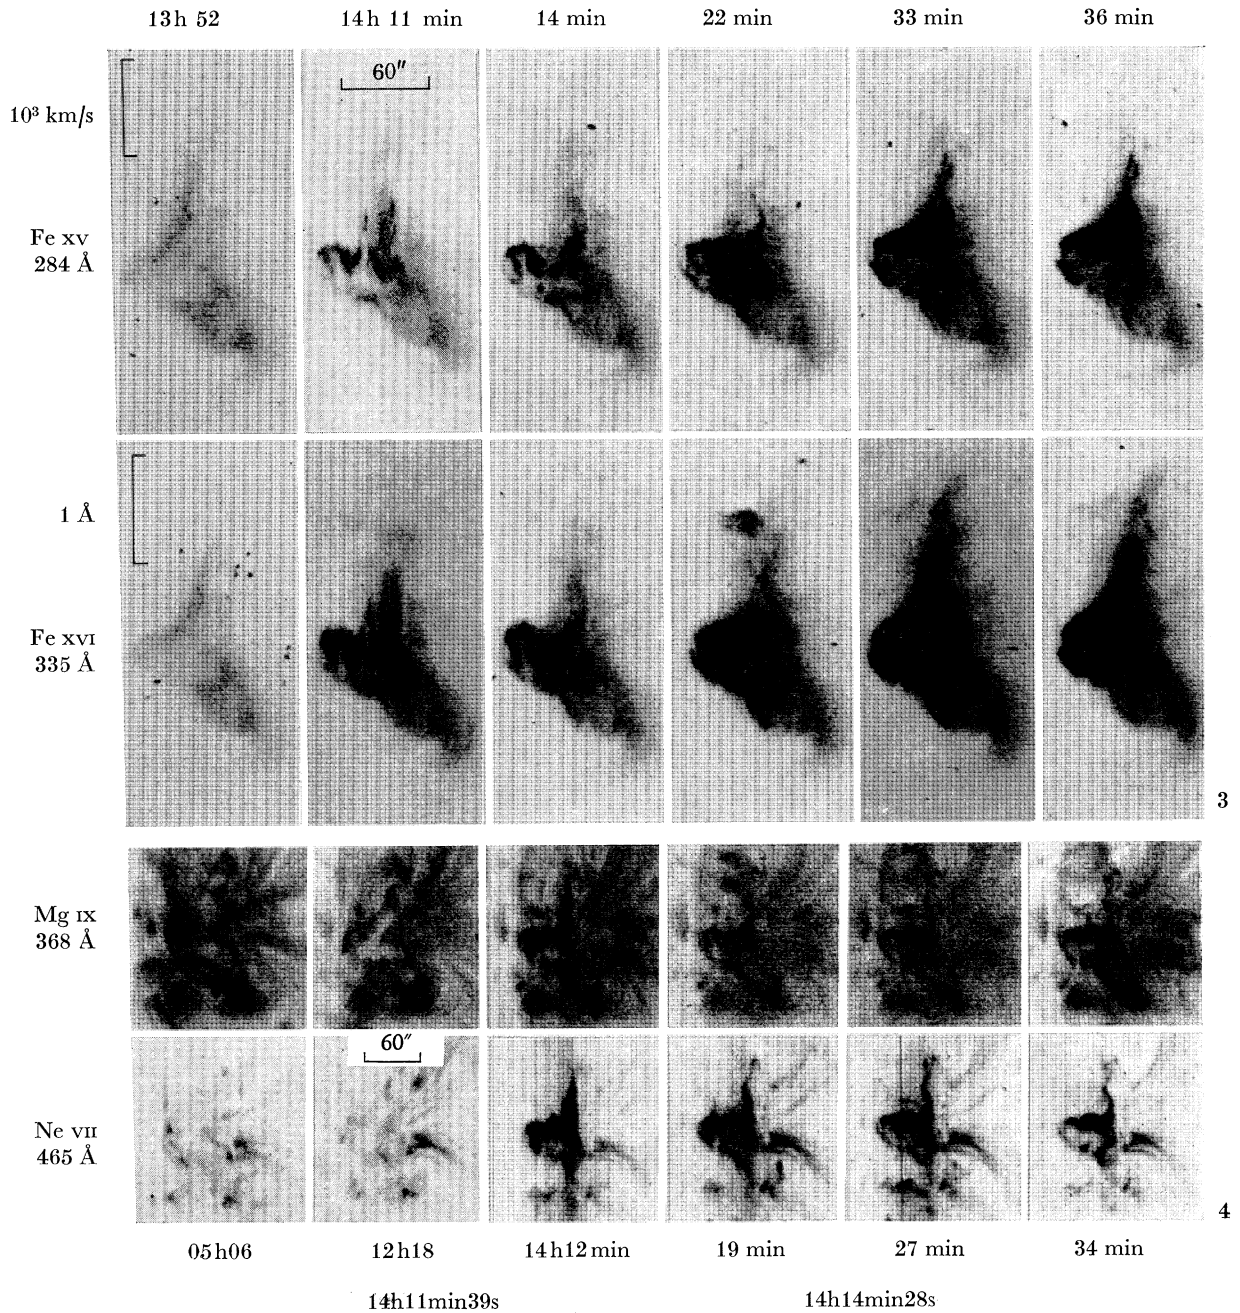 13h 52 14h 11 min 14 min 22 min 33 min 36 min
60″
10³ km/s
Fe XV
284 Å
1 Å
Fe XVI
335 Å
3
Mg IX
368 Å
60″
Ne VII
465 Å
4
05h06 12h18 14h12min 19 min 27 min 34 min
14h11min39s 14h14min28s